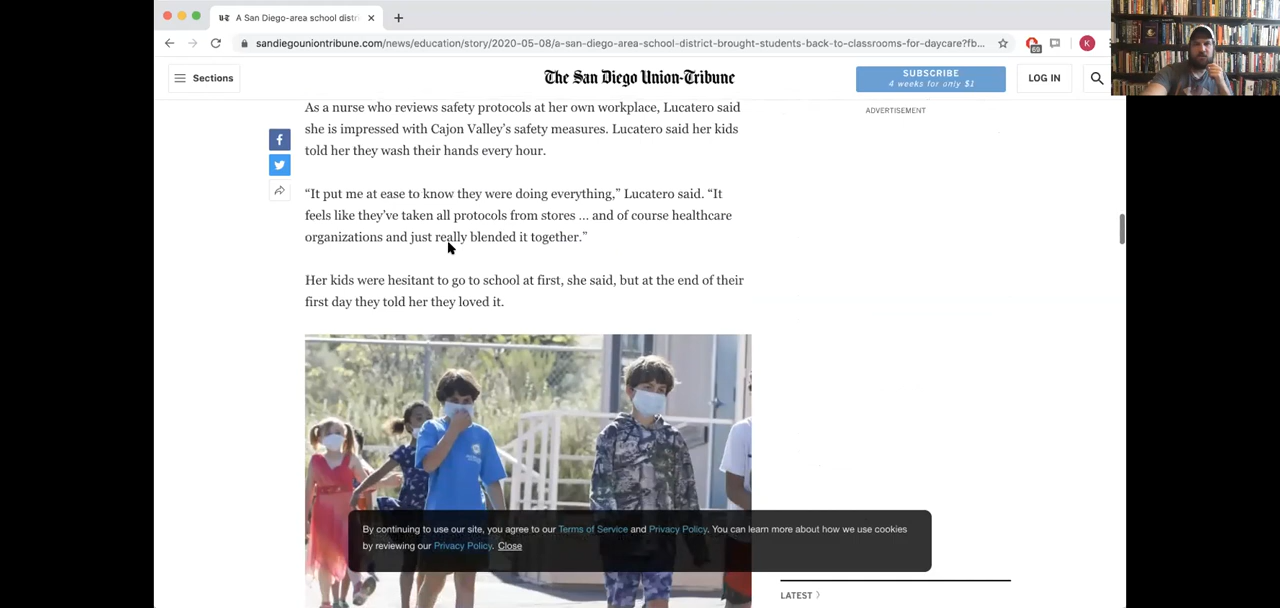 A San Diego-area school distri
sandiegouniontribune.com/news/education/story/2020-05-08/a-san-diego-area-school-district-brought-students-back-to-classrooms-for-daycare?fb...
69
K
Sections
The San Diego Union-Tribune
SUBSCRIBE
4 weeks for only $1
LOG IN
ADVERTISEMENT
As a nurse who reviews safety protocols at her own workplace, Lucatero said
she is impressed with Cajon Valley’s safety measures. Lucatero said her kids
told her they wash their hands every hour.
“It put me at ease to know they were doing everything,” Lucatero said. “It
feels like they’ve taken all protocols from stores ... and of course healthcare
organizations and just really blended it together.”
Her kids were hesitant to go to school at first, she said, but at the end of their
first day they told her they loved it.
By continuing to use our site, you agree to our Terms of Service and Privacy Policy. You can learn more about how we use cookies
by reviewing our Privacy Policy. Close
LATEST